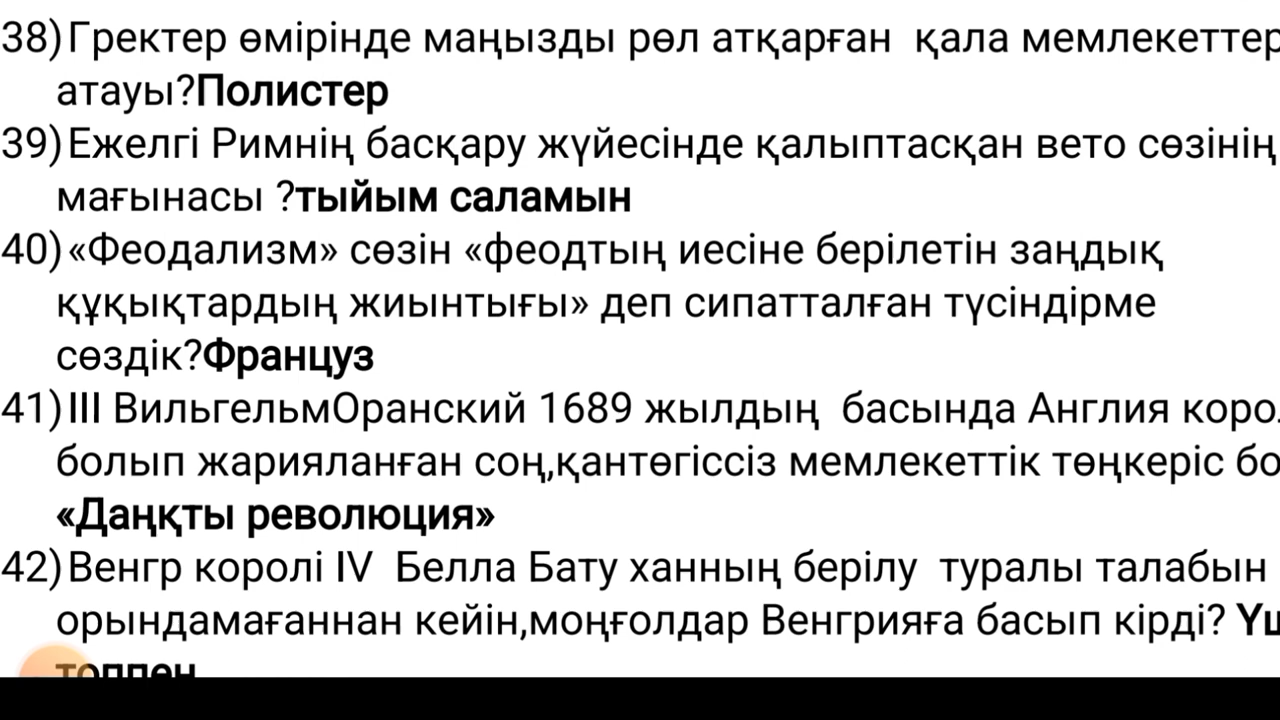 38) Гректер өмірінде маңызды рөл атқарған қала мемлекеттер
атауы?Полистер
39) Ежелгі Римнің басқару жүйесінде қалыптасқан вето сөзінің
мағынасы ?тыйым саламын
40) «Феодализм» сөзін «феодтың иесіне берілетін заңдық
құқықтардың жиынтығы» деп сипатталған түсіндірме
сөздік?Француз
41) III ВильгельмОранский 1689 жылдың басында Англия
болып жарияланған соң,қантөгіссіз мемлекеттік төңкеріс
«Даңқты революция»
42) Венгр королі IV Белла Бату ханның берілу туралы талабын
орындамағаннан кейін,моңғолдар Венгрияға басып кірді?
топпен